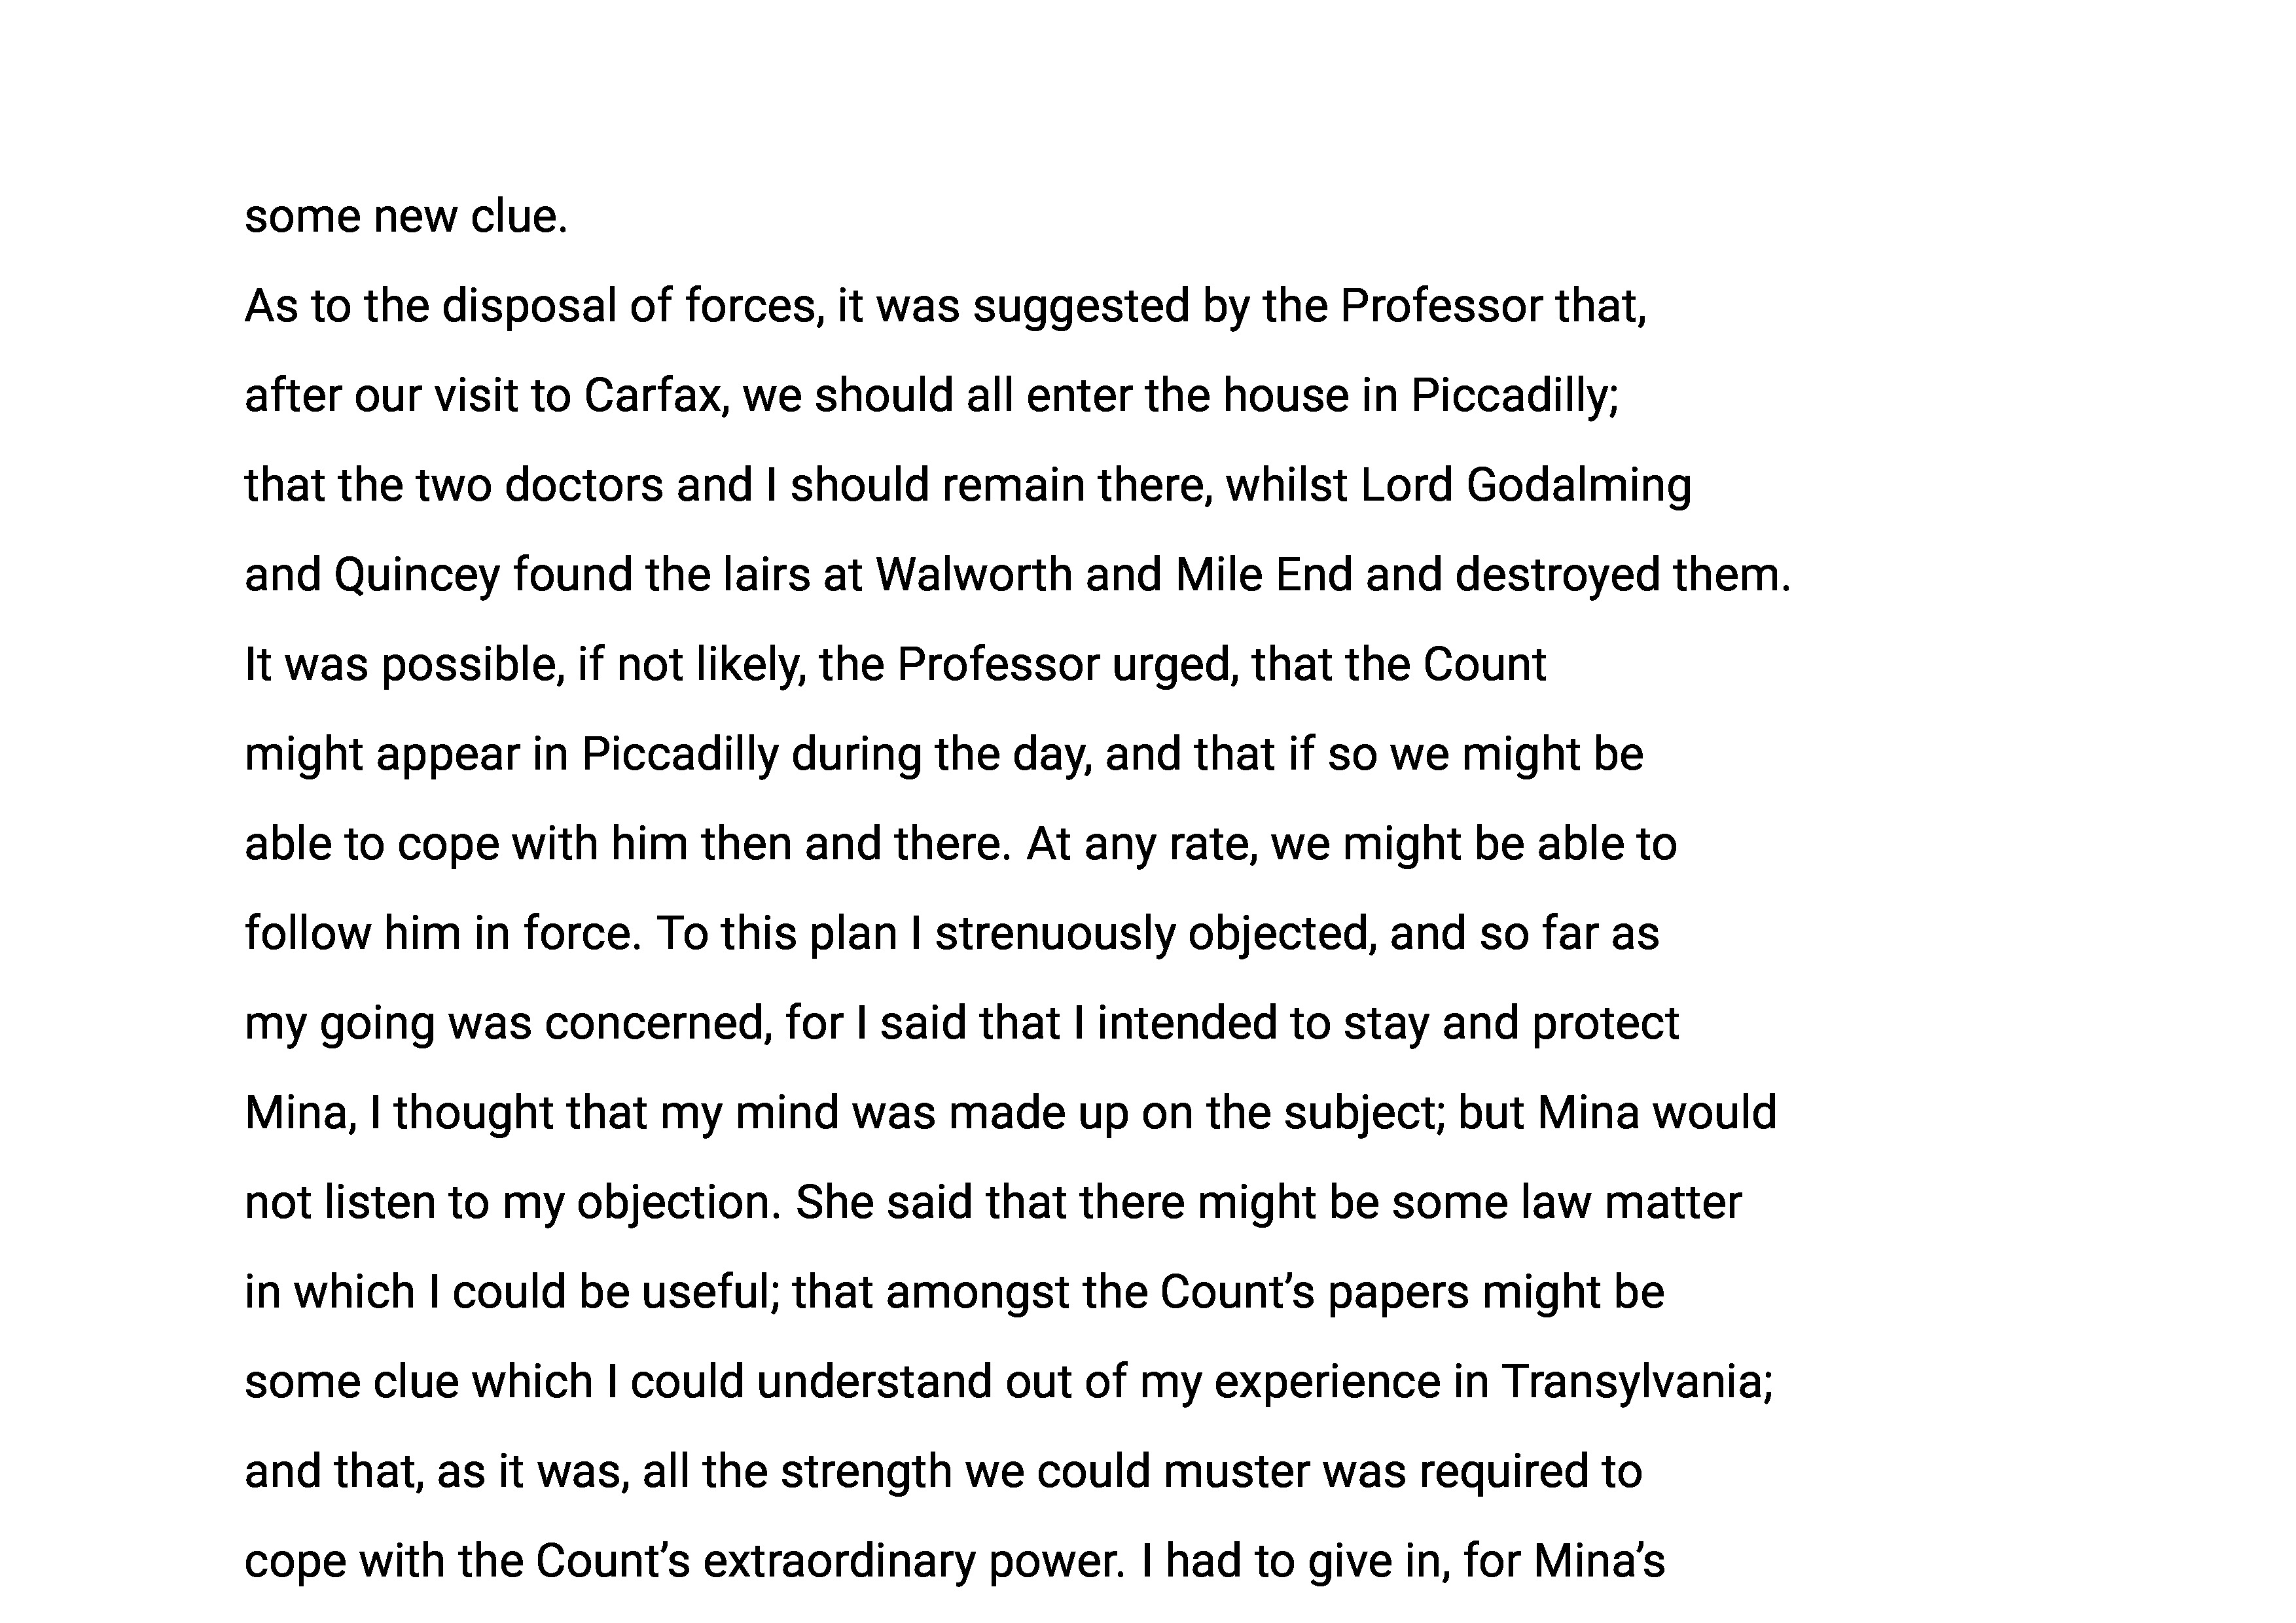 some new clue.
As to the disposal of forces, it was suggested by the Professor that,
after our visit to Carfax, we should all enter the house in Piccadilly;
that the two doctors and I should remain there, whilst Lord Godalming
and Quincey found the lairs at Walworth and Mile End and destroyed them.
It was possible, if not likely, the Professor urged, that the Count
might appear in Piccadilly during the day, and that if so we might be
able to cope with him then and there. At any rate, we might be able to
follow him in force. To this plan I strenuously objected, and so far as
my going was concerned, for I said that I intended to stay and protect
Mina, I thought that my mind was made up on the subject; but Mina would
not listen to my objection. She said that there might be some law matter
in which I could be useful; that amongst the Count’s papers might be
some clue which I could understand out of my experience in Transylvania;
and that, as it was, all the strength we could muster was required to
cope with the Count’s extraordinary power. I had to give in, for Mina’s